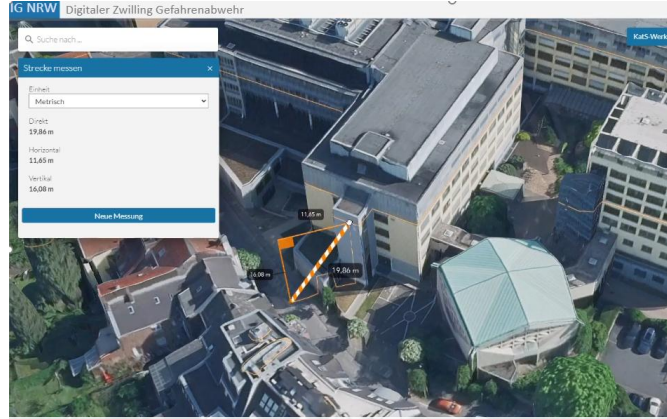 IG NRW Digitaler Zwilling Gefahrenabwehr
Suche nach ...
KatS-Werk
Strecke messen ×
Einheit
Metrisch
Direkt
19,86 m
Horizontal
11,65 m
Vertikal
16,08 m
Neue Messung
11,65 m
16,08 m
19,86 m